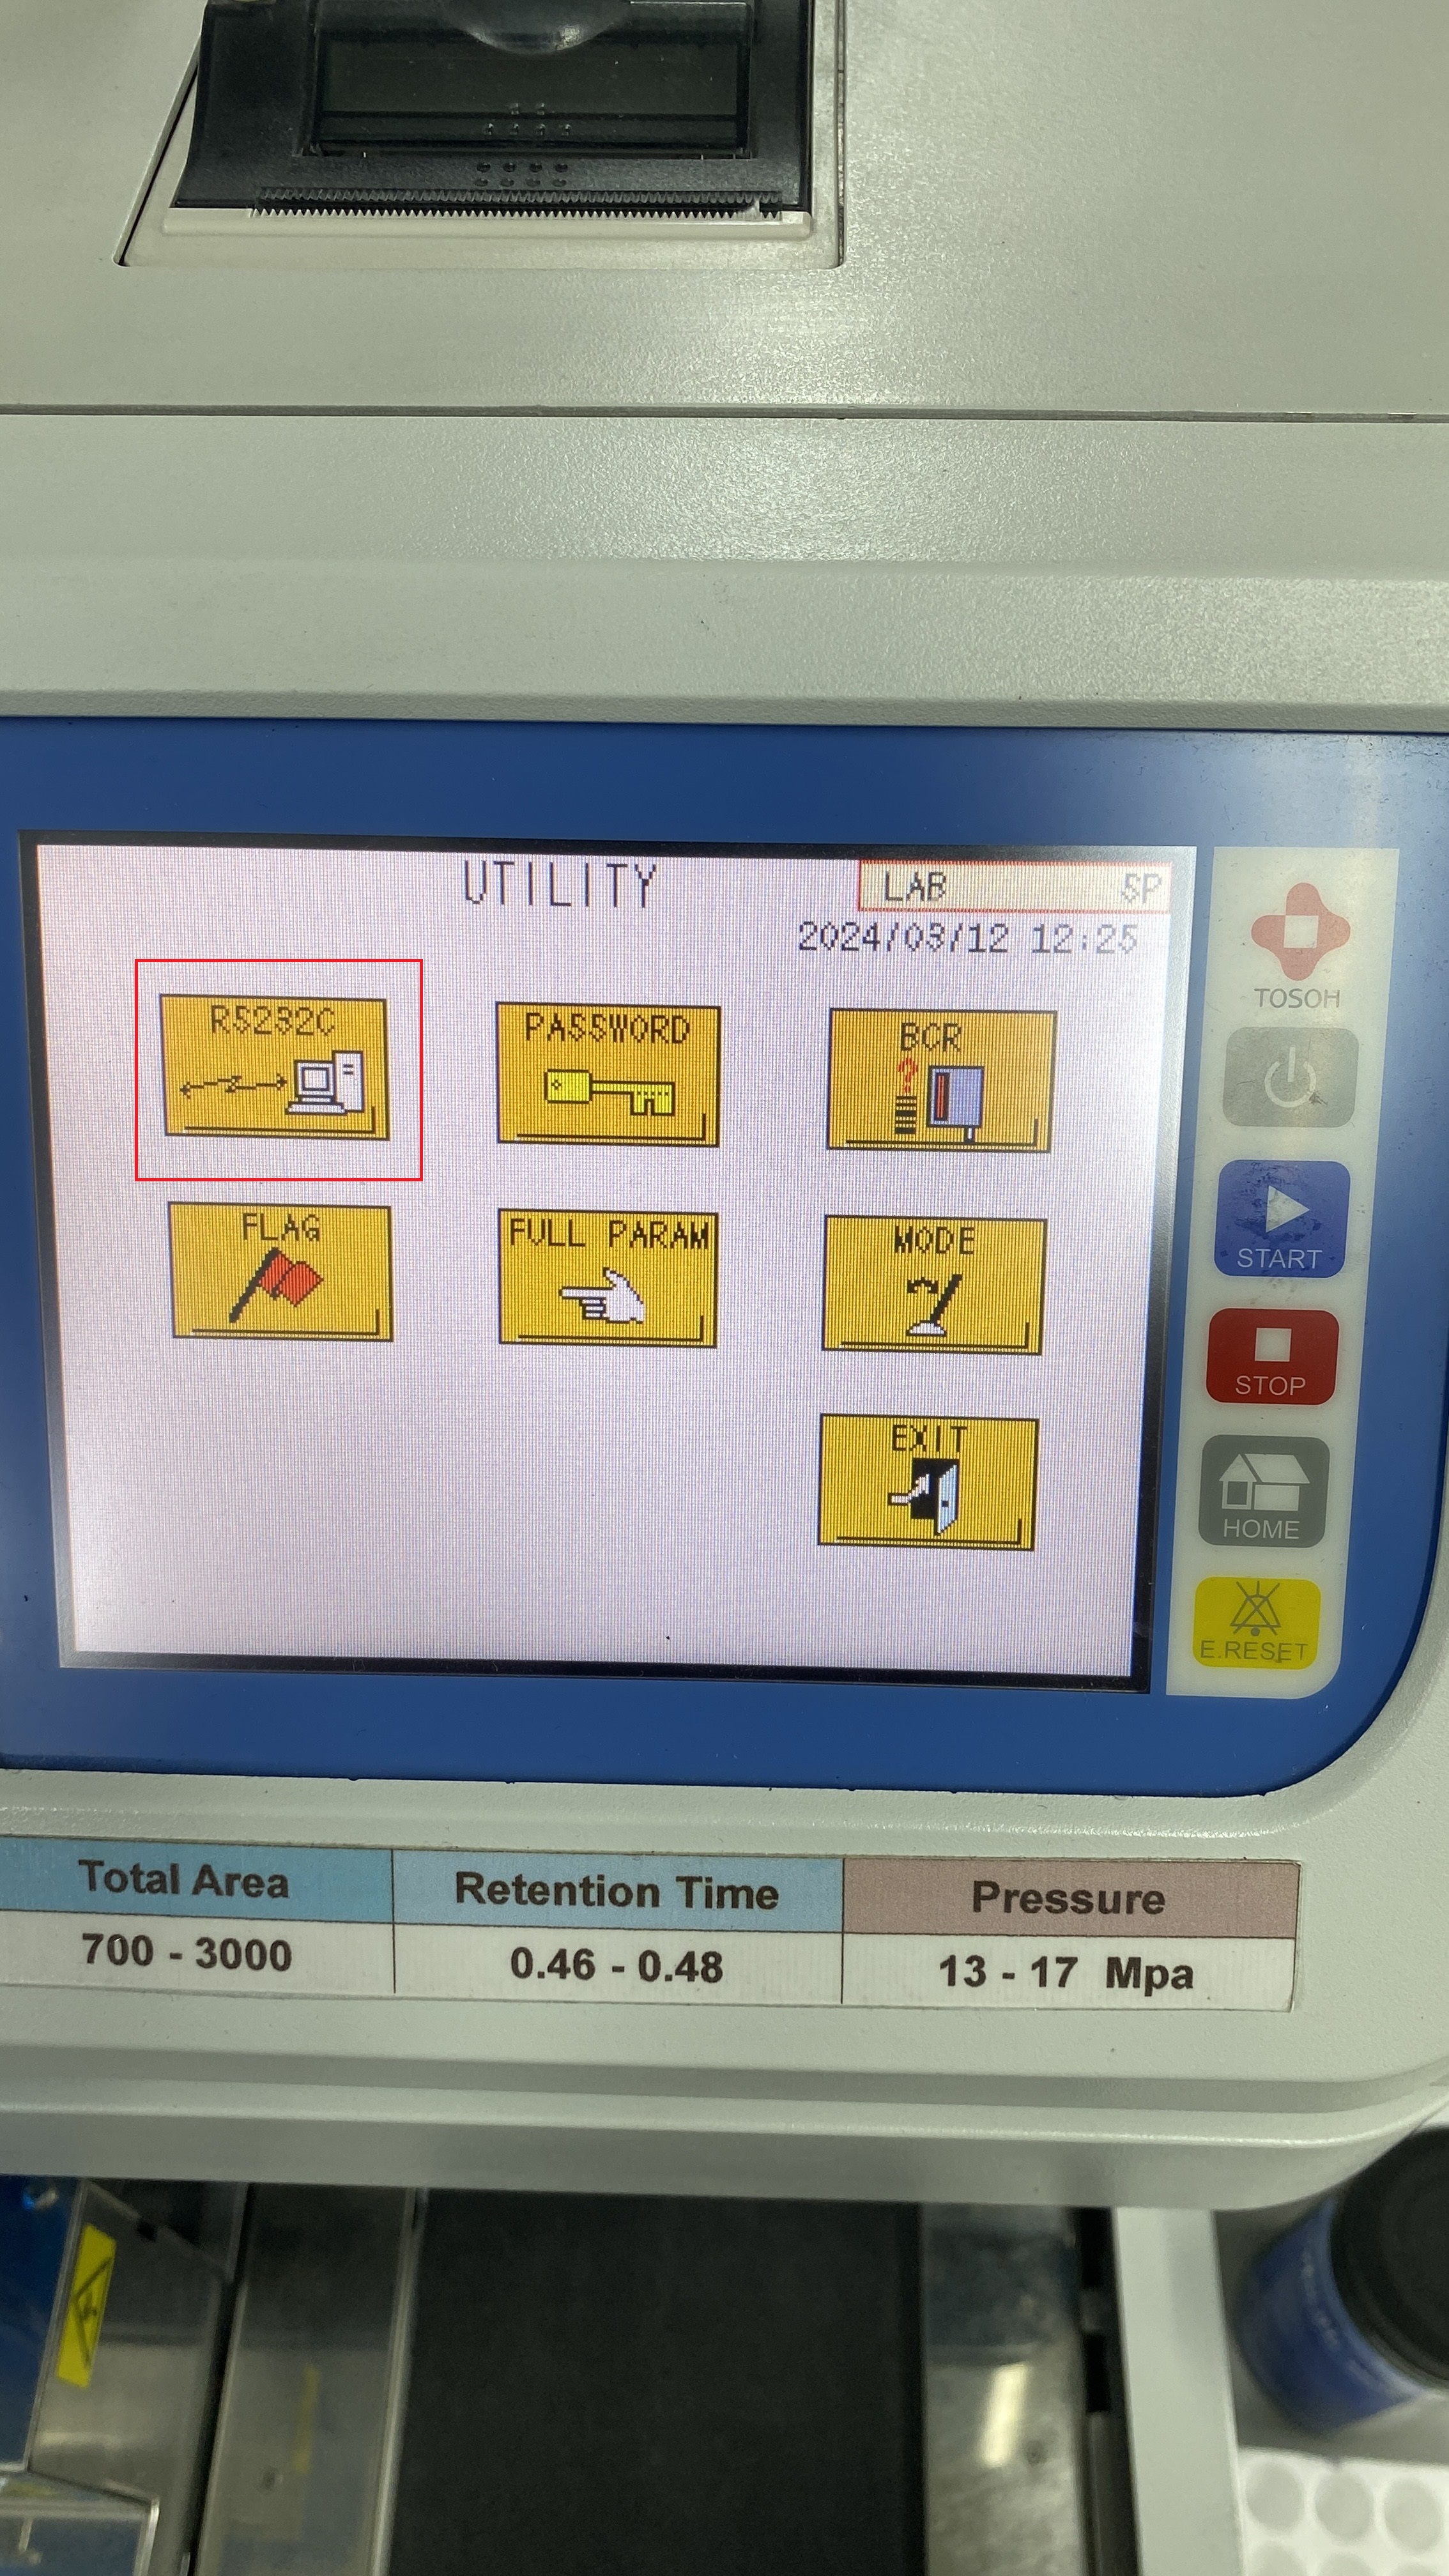 UTILITY
LAB SP
2024/03/12 12:25
RS232C
PASSWORD
BCR
?
FLAG
FULL PARAM
MODE
EXIT
TOSOH
START
STOP
HOME
E.RESET
Total Area Retention Time Pressure
700 - 3000 0.46 - 0.48 13 - 17 Mpa